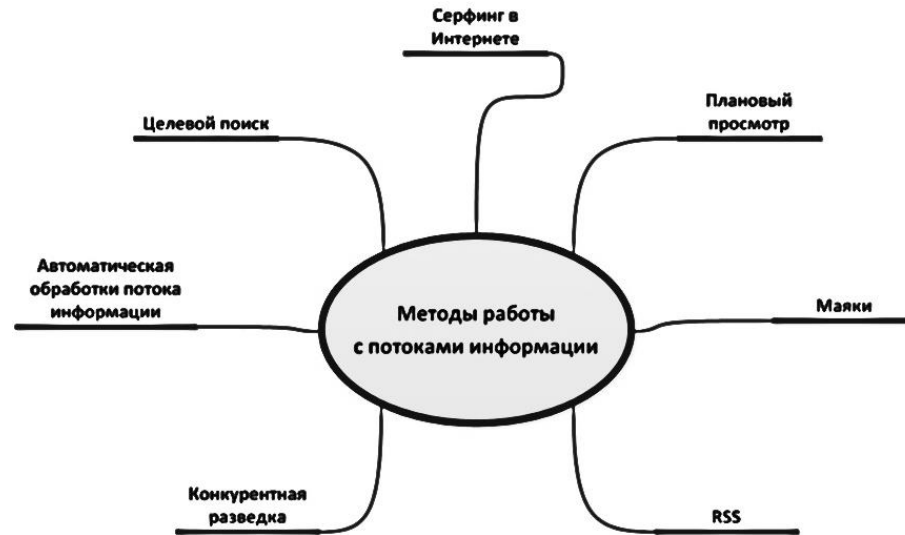 Серфинг в
Интернете
Целевой поиск
Плановый
просмотр
Автоматическая
обработки потока
информации
Методы работы
с потоками информации
Маяки
Конкурентная
разведка
RSS